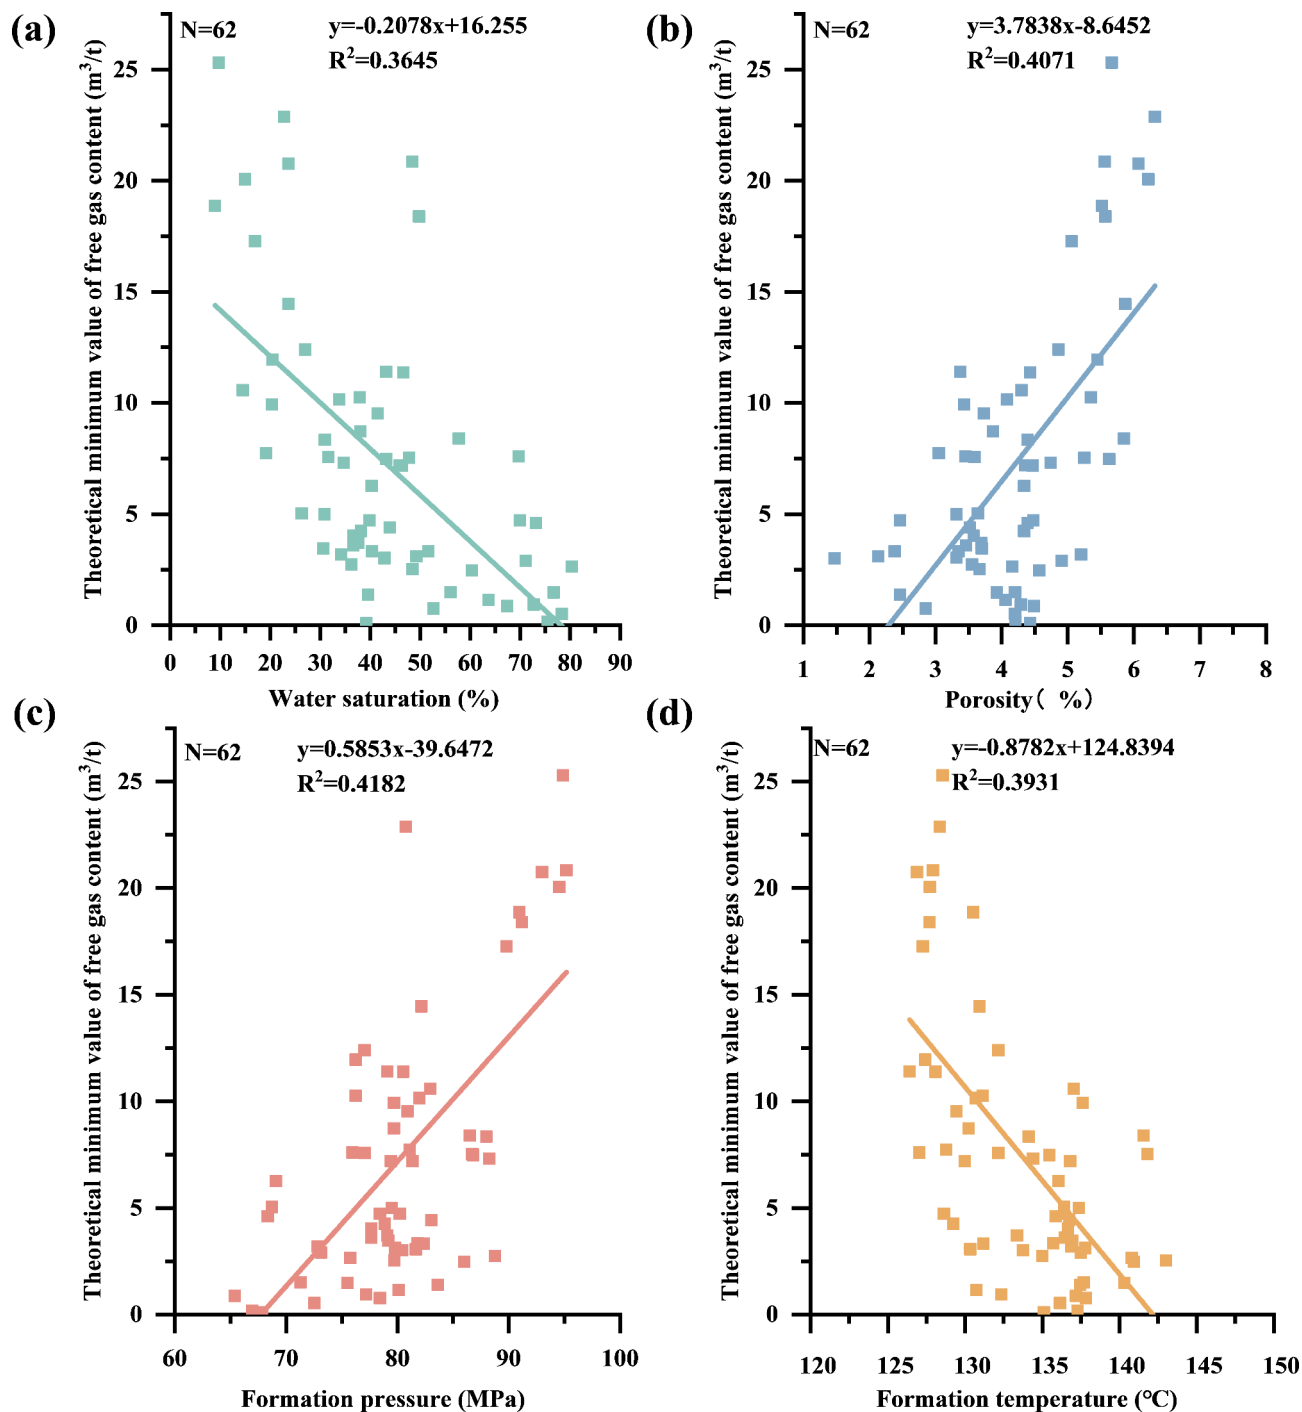 (a)
N=62
y=-0.2078x+16.255
R²=0.3645
Theoretical minimum value of free gas content (m³/t)
25
20
15
10
5
0
0 10 20 30 40 50 60 70 80 90
Water saturation (%)
(b)
N=62
y=3.7838x-8.6452
R²=0.4071
Theoretical minimum value of free gas content (m³/t)
25
20
15
10
5
0
1 2 3 4 5 6 7 8
Porosity（ %）
(c)
N=62
y=0.5853x-39.6472
R²=0.4182
Theoretical minimum value of free gas content (m³/t)
25
20
15
10
5
0
60 70 80 90 100
Formation pressure (MPa)
(d)
N=62
y=-0.8782x+124.8394
R²=0.3931
Theoretical minimum value of free gas content (m³/t)
25
20
15
10
5
0
120 125 130 135 140 145 150
Formation temperature (℃)